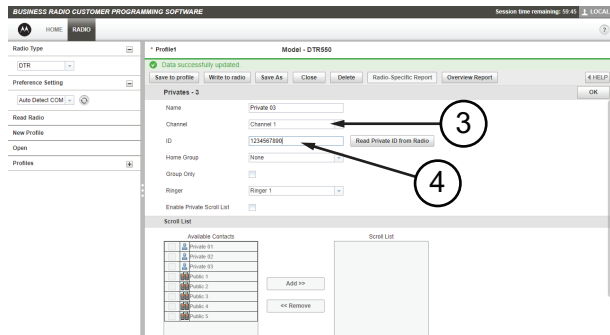 BUSINESS RADIO CUSTOMER PROGRAMMING SOFTWARE Session time remaining: 59:45 LOCAL
HOME RADIO ?
Radio Type
DTR
Preference Setting
Auto Detect COM
Read Radio
New Profile
Open
Profiles
* Profile1 Model - DTR550
Data successfully updated
Save to profile Write to radio Save As Close Delete Radio-Specific Report Overview Report HELP
Privates - 3 OK
Name Private 03
Channel Channel 1
3
ID 1234567890 Read Private ID from Radio
Home Group None
4
Group Only
Ringer Ringer 1
Enable Private Scroll List
Scroll List
Available Contacts Scroll List
Private 01
Private 02
Private 03
Public 1
Public 2
Public 3
Public 4
Public 5
Add >>
<< Remove